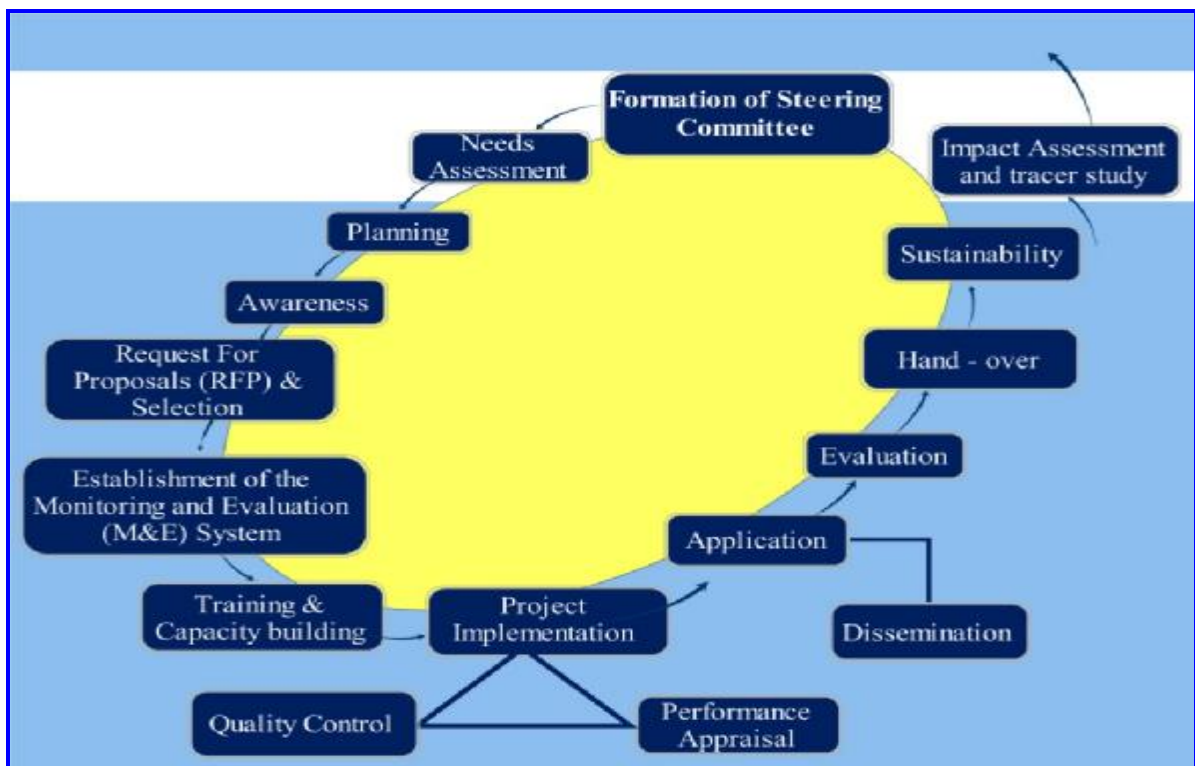 Formation of Steering
Committee
Needs
Assessment
Planning
Awareness
Request For
Proposals (RFP) &
Selection
Establishment of the
Monitoring and Evaluation
(M&E) System
Training &
Capacity building
Project
Implementation
Quality Control
Performance
Appraisal
Application
Dissemination
Evaluation
Hand - over
Sustainability
Impact Assessment
and tracer study